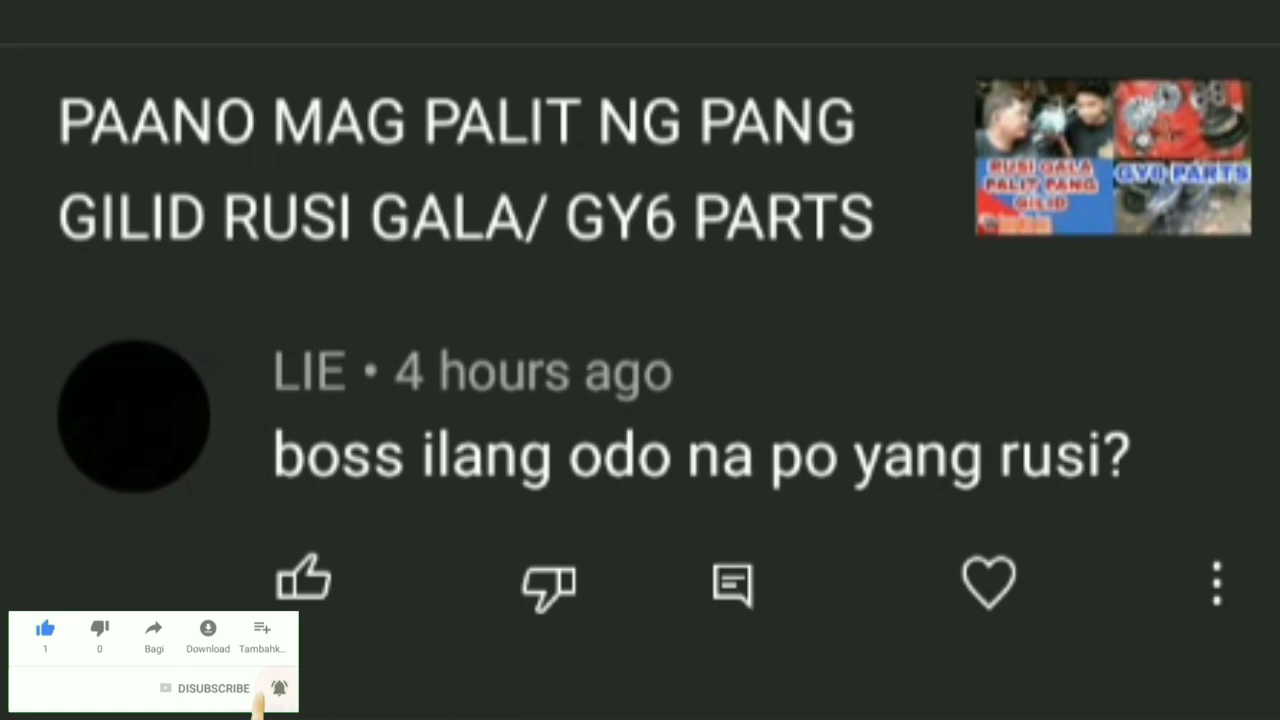 PAANO MAG PALIT NG PANG
GILID RUSI GALA/ GY6 PARTS
RUSI GALA
PALIT PANG
GILID
GY6 PARTS
LIE • 4 hours ago
boss ilang odo na po yang rusi?
1
0
Bagi
Download
Tambahk...
DISUBSCRIBE